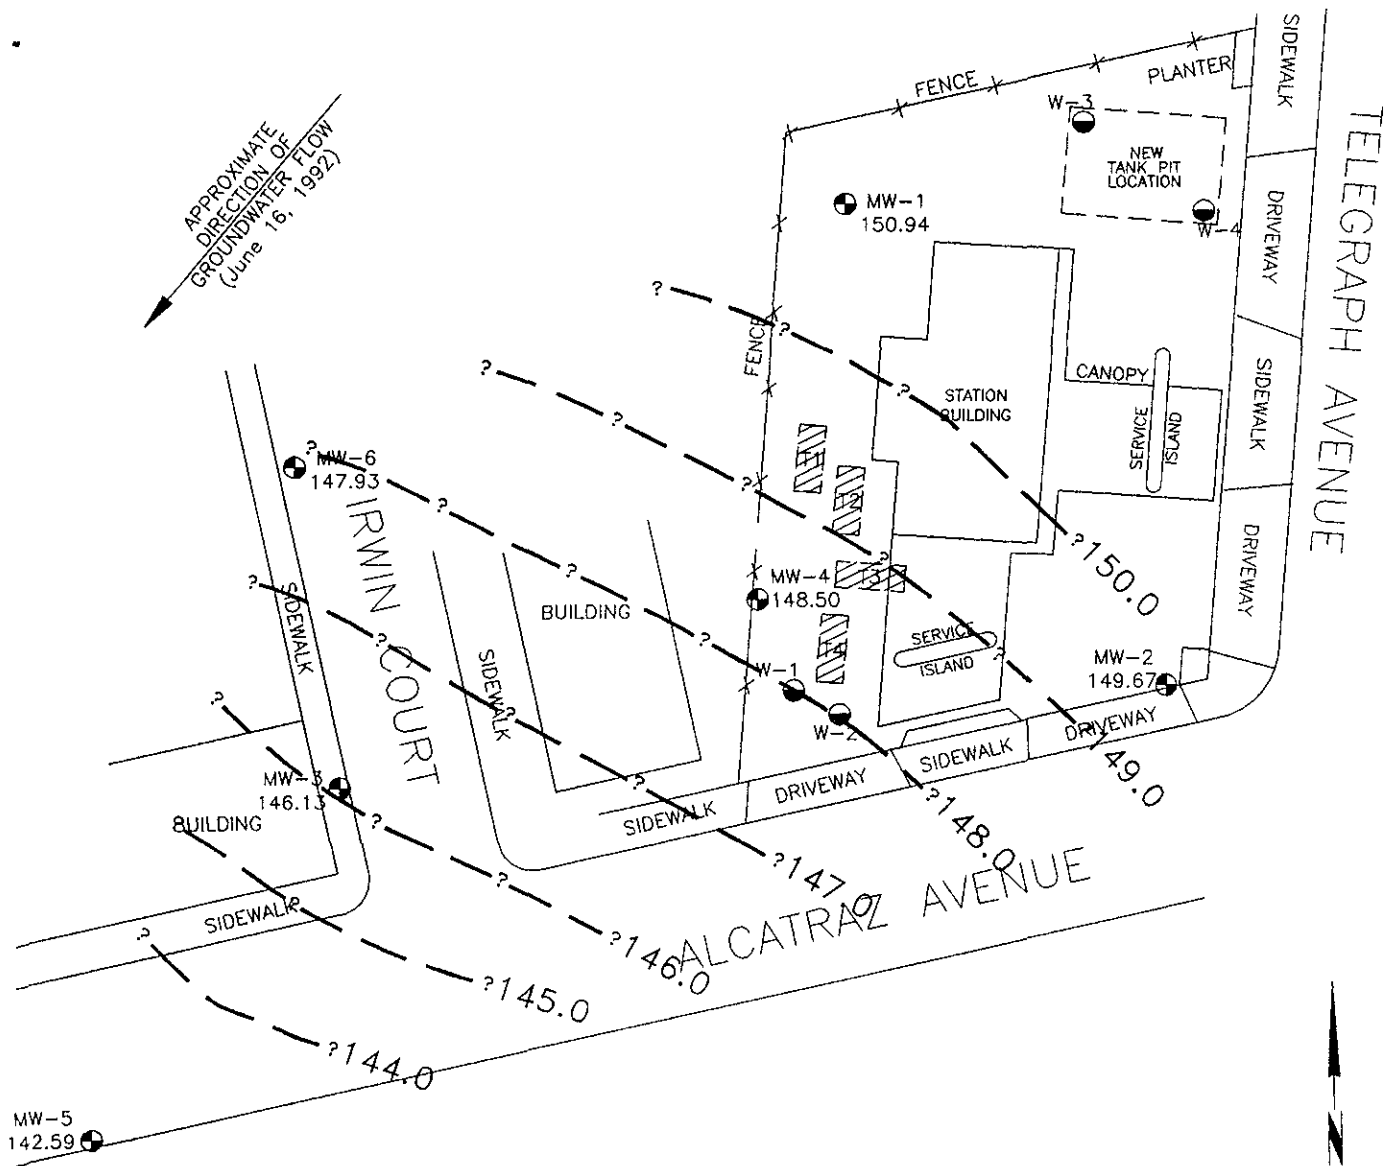 APPROXIMATE
DIRECTION OF
GROUNDWATER FLOW
(June 16, 1992)
FENCE
PLANTER
SIDEWALK
TELEGRAPH AVENUE
W-3
NEW
TANK PIT
LOCATION
W-4
DRIVEWAY
MW-1
150.94
FENCE
STATION
BUILDING
CANOPY
SERVICE
ISLAND
SIDEWALK
DRIVEWAY
MW-6
147.93
IRWIN COURT
T1
T2
T3
T4
MW-4
148.50
BUILDING
SIDEWALK
SIDEWALK
SERVICE
ISLAND
MW-2
149.67
W-1
W-2
DRIVEWAY
SIDEWALK
DRIVEWAY
SIDEWALK
MW-3
146.13
BUILDING
SIDEWALK
ALCATRAZ AVENUE
?150.0
?149.0
?148.0
?147.0
?146.0
?145.0
?144.0
MW-5
142.59
N